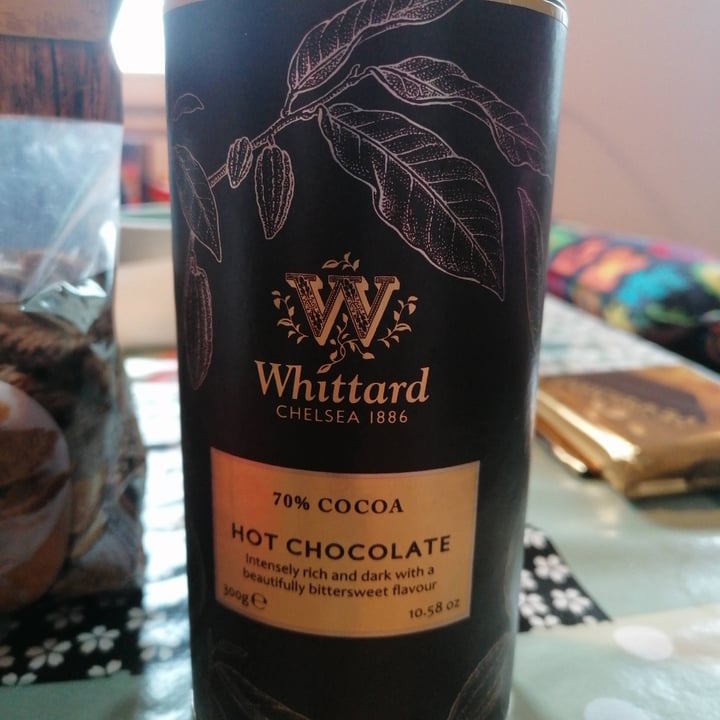 W
Whittard
CHELSEA 1886
70% COCOA
HOT CHOCOLATE
Intensely rich and dark with a
beautifully bittersweet flavour
300g ℮
10.58 oz